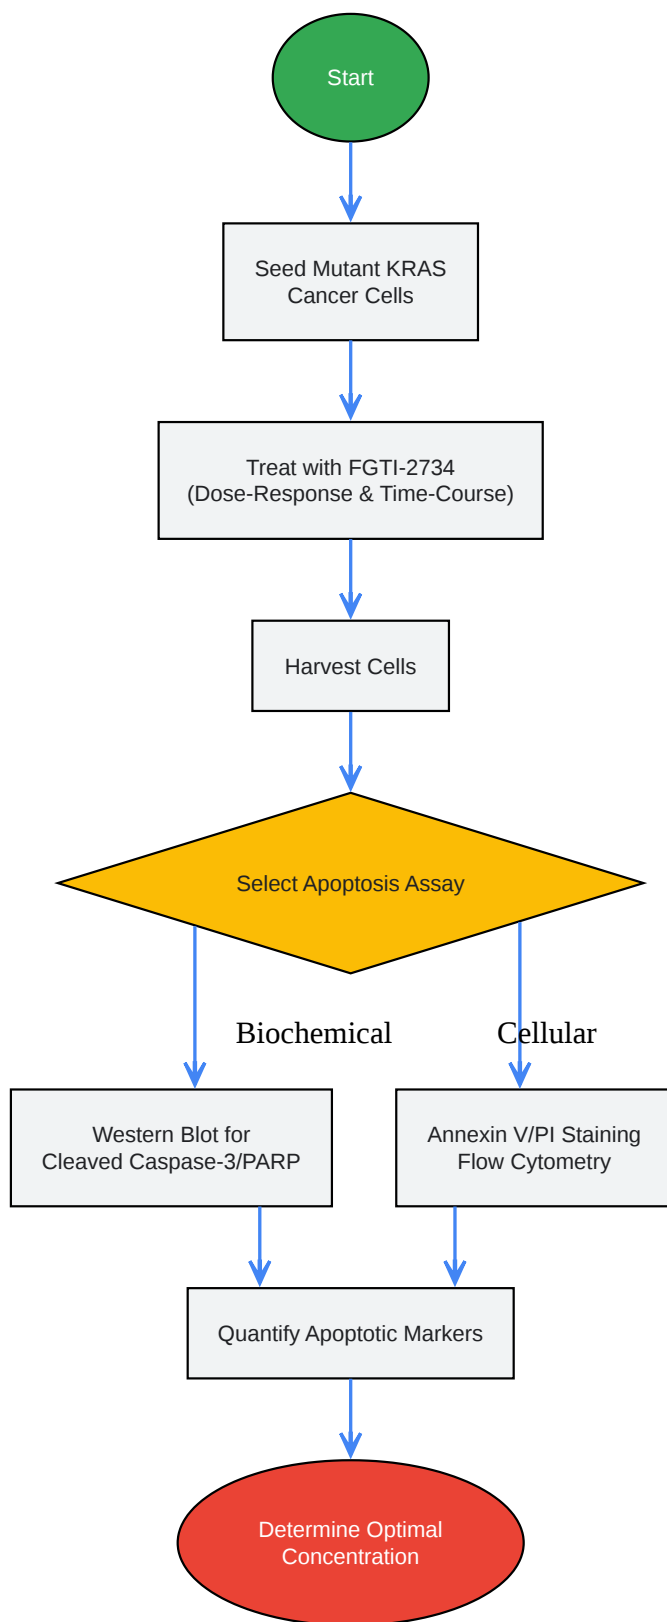 Start
Seed Mutant KRAS
Cancer Cells
Treat with FGTI-2734
(Dose-Response & Time-Course)
Harvest Cells
Select Apoptosis Assay
Biochemical
Cellular
Western Blot for
Cleaved Caspase-3/PARP
Annexin V/PI Staining
Flow Cytometry
Quantify Apoptotic Markers
Determine Optimal
Concentration